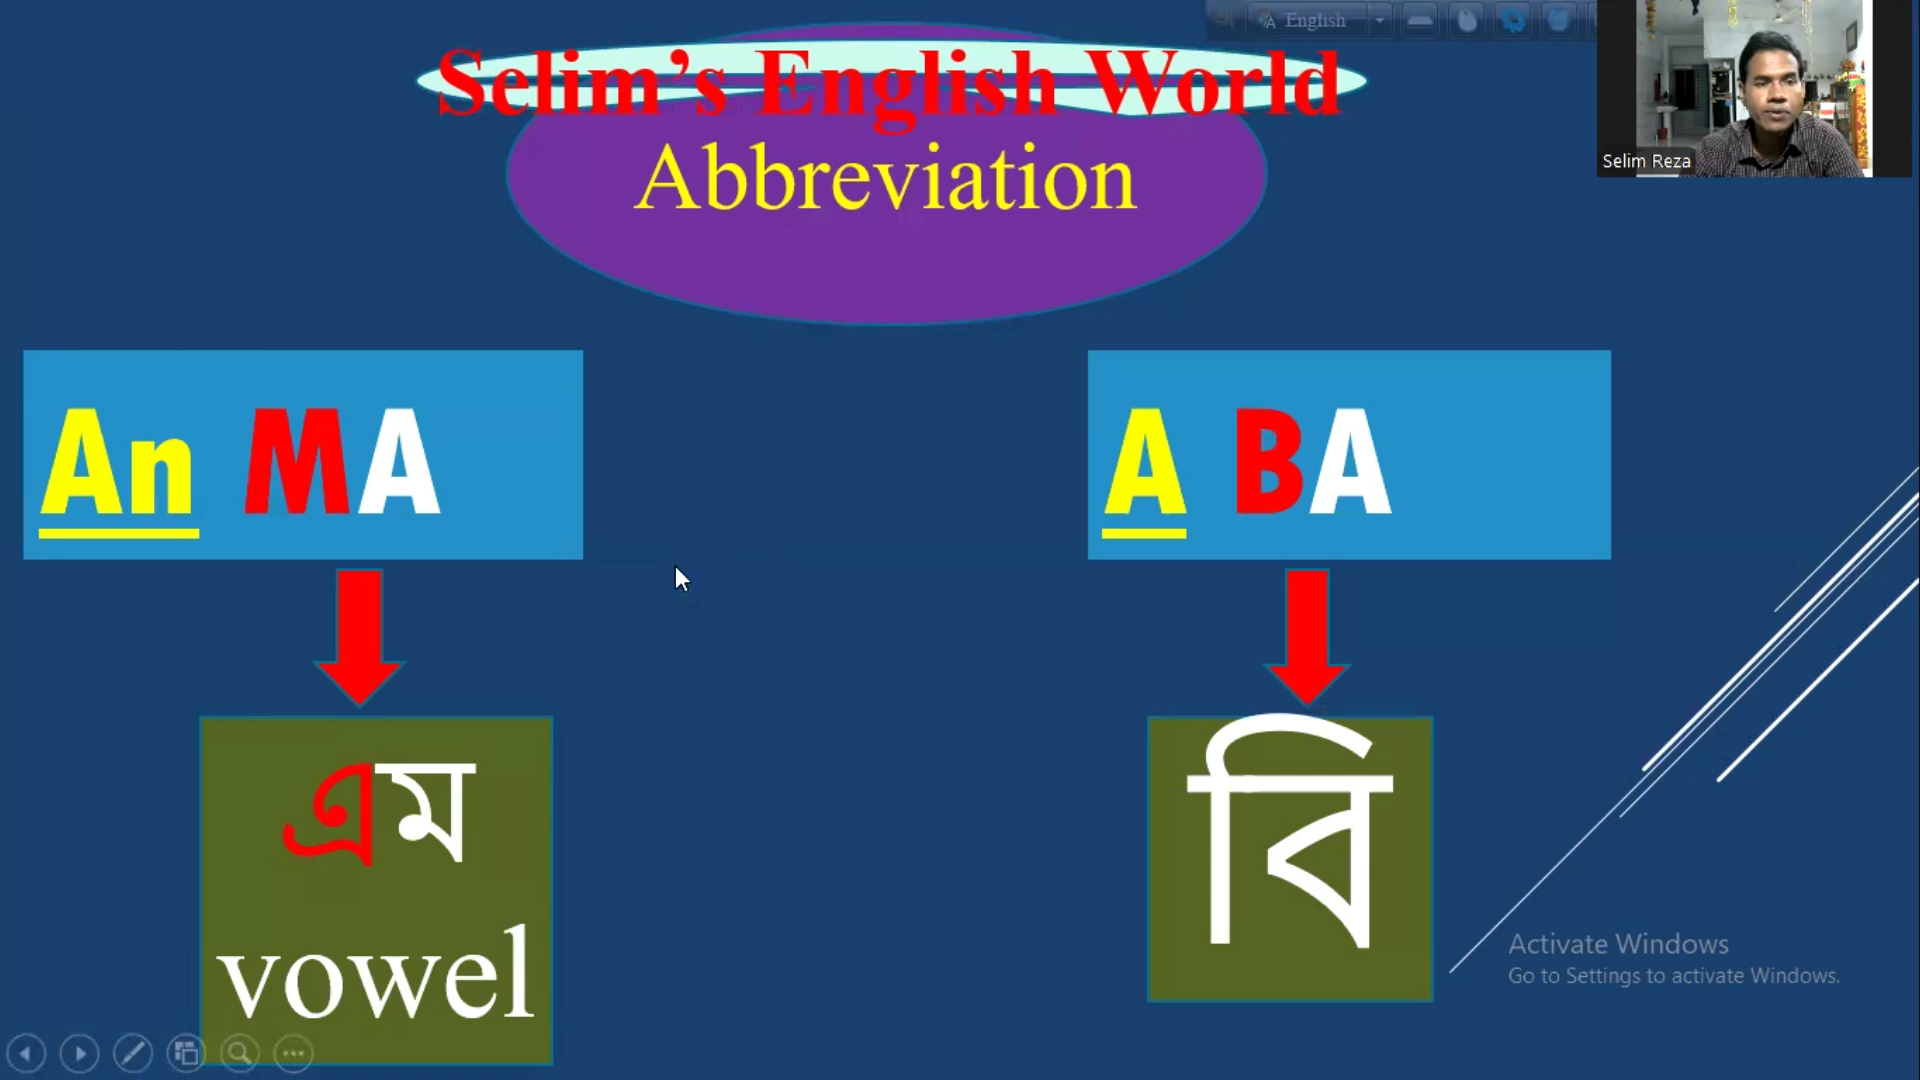 English
Selim's English World
Abbreviation
Selim Reza
An MA
A BA
এম
vowel
বি
Activate Windows
Go to Settings to activate Windows.